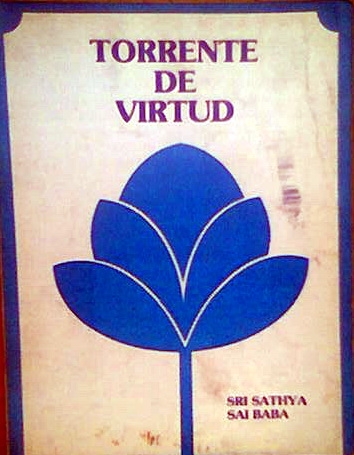 TORRENTE
DE
VIRTUD
SRI SATHYA
SAI BABA